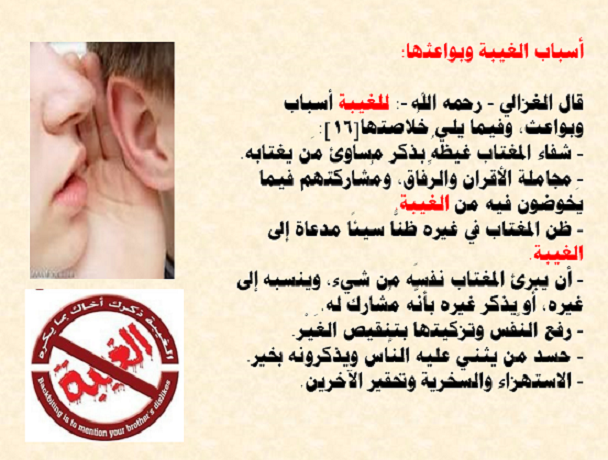 أسباب الغيبة وبواعثها:
قال الغزالي - رحمه الله -: للغيبة أسباب
وبواعث، وفيما يلي خلاصتها[١٦]:
- شفاء المغتاب غيظه بذكر مساوئ من يغتابه.
- مجاملة الأقران والرفاق، ومشاركتهم فيما
يخوضون فيه من الغيبة.
- ظن المغتاب في غيره ظناً سيئاً مدعاة إلى
الغيبة.
- أن يبرئ المغتاب نفسه من شيء، وينسبه إلى
غيره، أو يذكر غيره بأنه مشارك له.
- رفع النفس وتزكيتها بتنقيص الغير.
- حسد من يثني عليه الناس ويذكرونه بخير.
- الاستهزاء والسخرية وتحقير الآخرين.
الغيبة ذكرك أخاك بما يكره
الغيبة
Backbiting is to mention your brother's dislikes